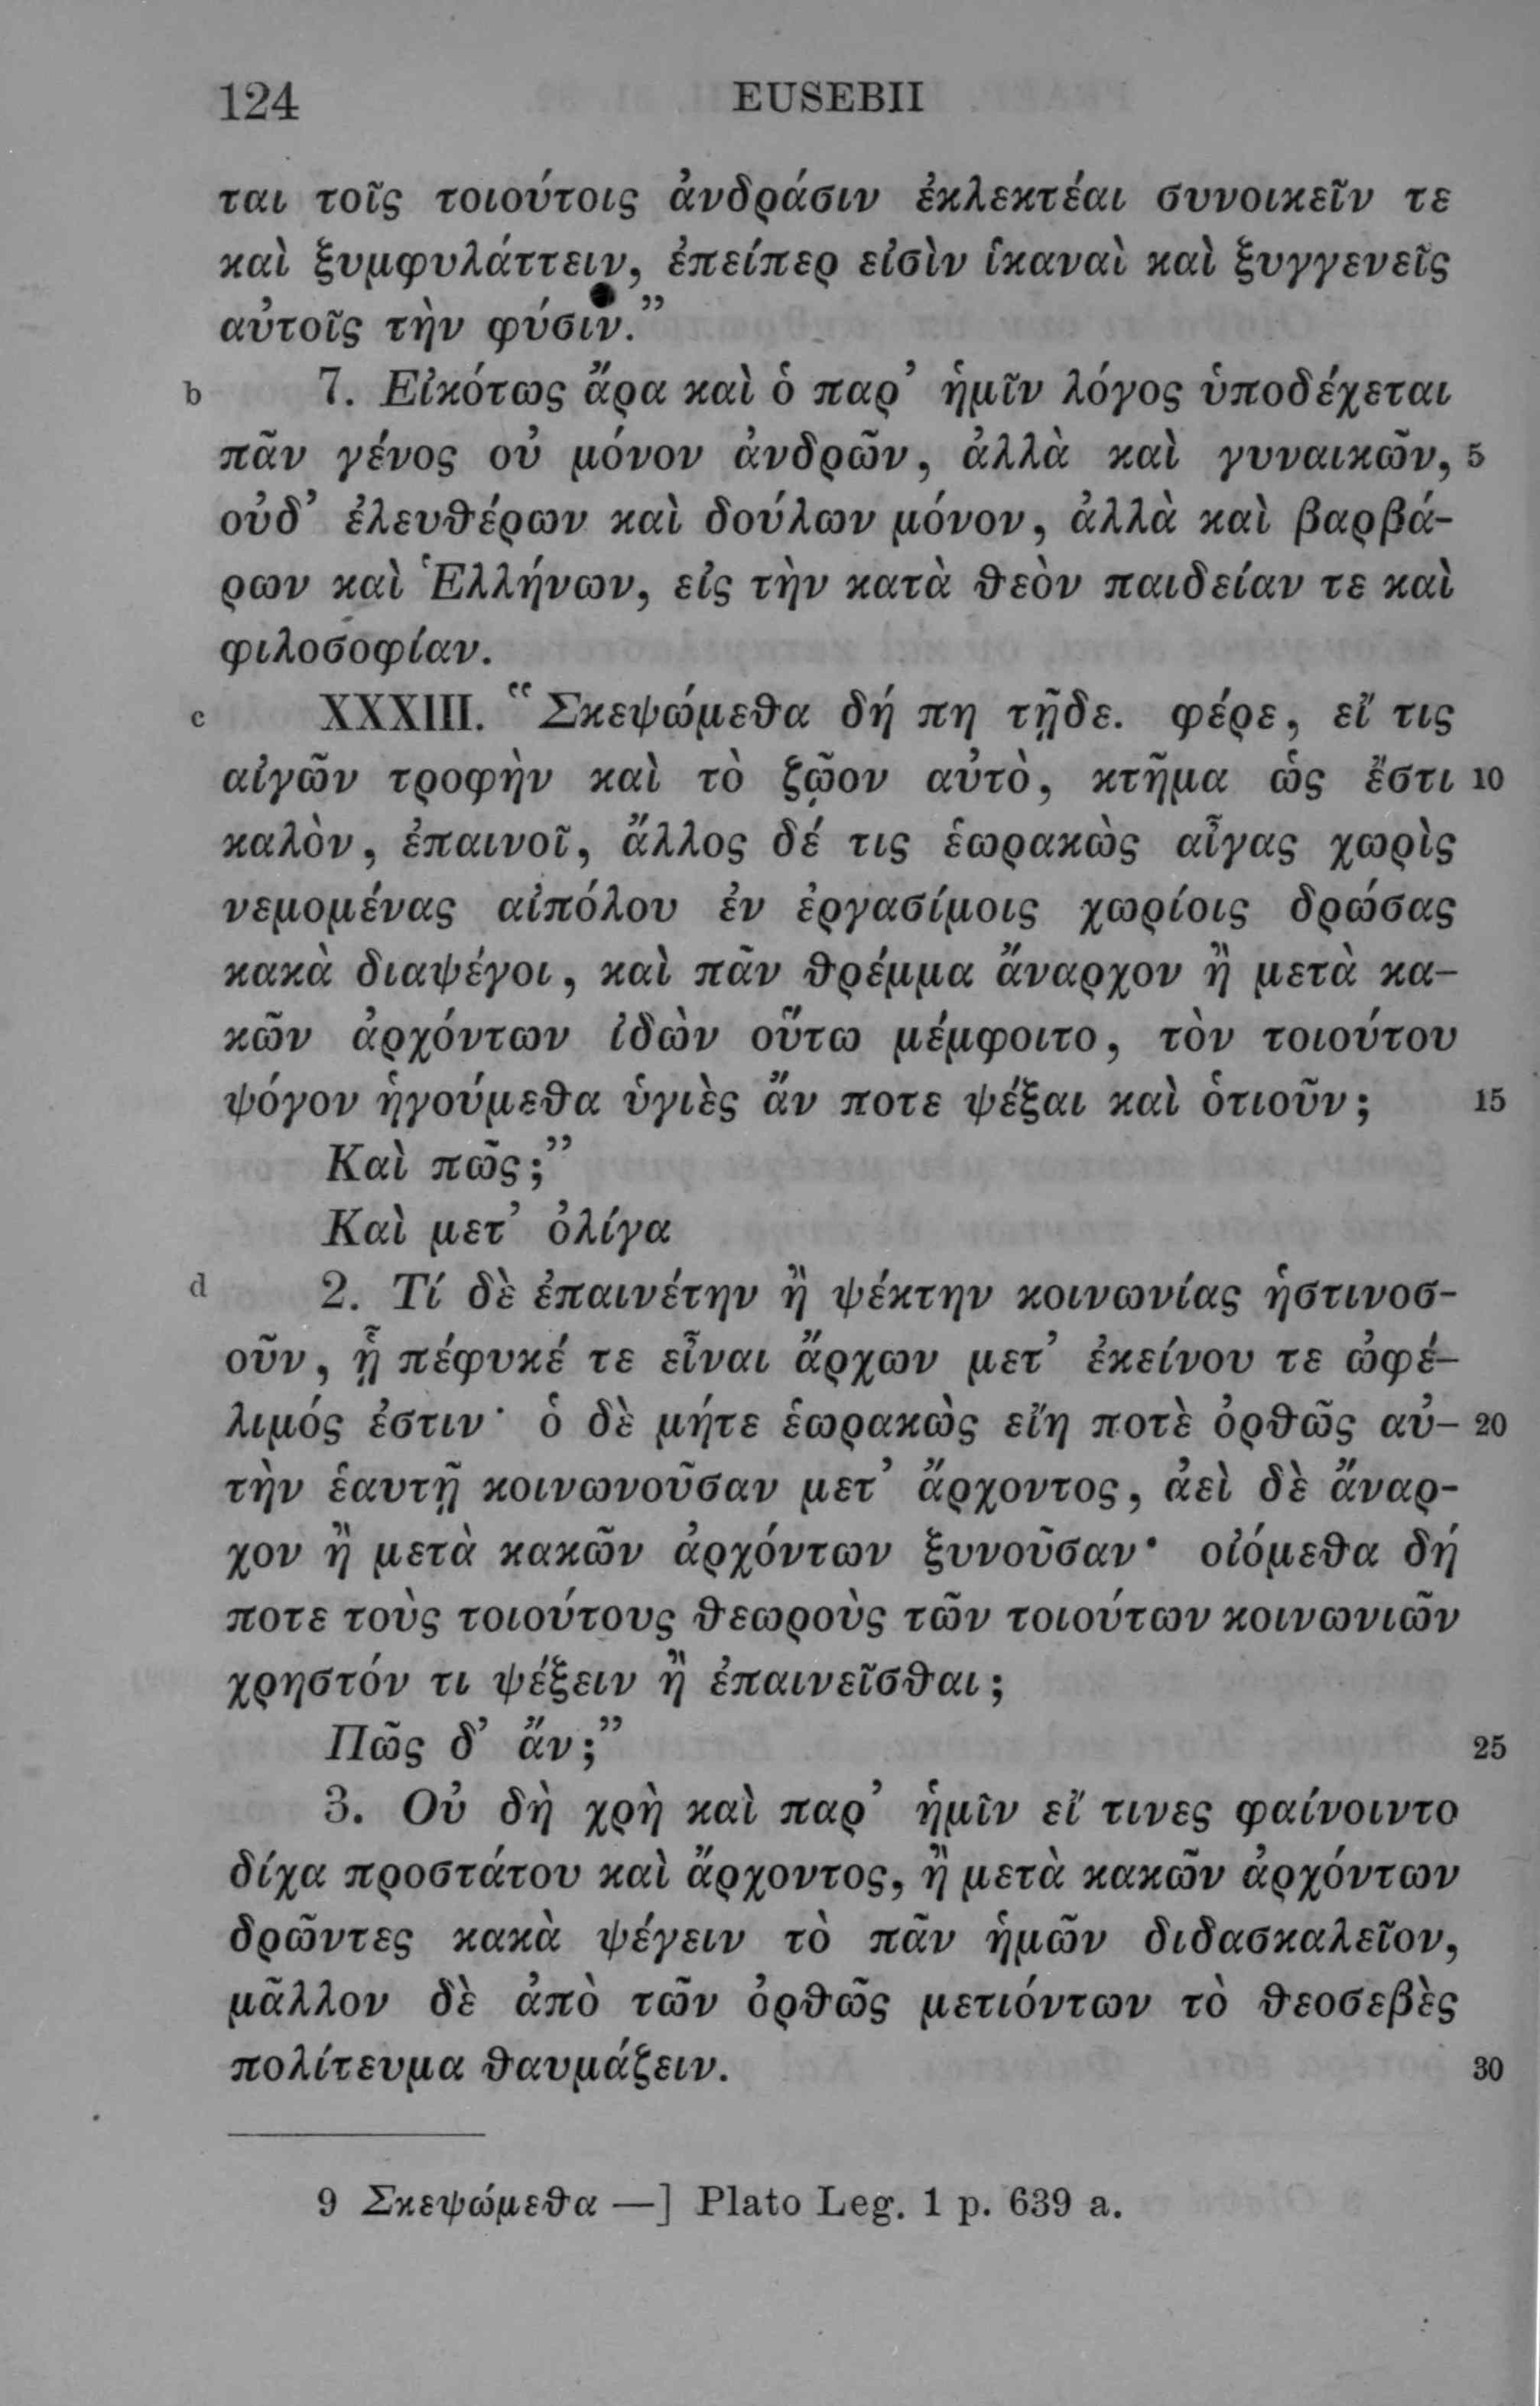 124 EUSEBII
ται τοῖς τοιούτοις ἀνδράσιν ἐκλεκτέαι συνοικεῖν τε
καὶ ξυμφυλάττειν, ἐπείπερ εἰσὶν ἱκαναὶ καὶ ξυγγενεῖς
αὐτοῖς τὴν φύσιν.”
b 7. Εἰκότως ἄρα καὶ ὁ παρ’ ἡμῖν λόγος ὑποδέχεται
πᾶν γένος οὐ μόνον ἀνδρῶν, ἀλλὰ καὶ γυναικῶν, 5
οὐδ’ ἐλευθέρων καὶ δούλων μόνον, ἀλλὰ καὶ βαρβά-
ρων καὶ Ἑλλήνων, εἰς τὴν κατὰ θεὸν παιδείαν τε καὶ
φιλοσοφίαν.
c XXXIII. “Σκεψώμεθα δή πη τῇδε. φέρε, εἴ τις
αἰγῶν τροφὴν καὶ τὸ ζῷον αὐτὸ, κτῆμα ὡς ἔστι 10
καλὸν, ἐπαινοῖ, ἄλλος δέ τις ἑωρακὼς αἶγας χωρὶς
νεμομένας αἰπόλου ἐν ἐργασίμοις χωρίοις δρώσας
κακὰ διαψέγοι, καὶ πᾶν θρέμμα ἄναρχον ἢ μετὰ κα-
κῶν ἀρχόντων ἰδὼν οὕτω μέμφοιτο, τὸν τοιούτου
ψόγον ἡγούμεθα ὑγιὲς ἄν ποτε ψέξαι καὶ ὁτιοῦν; 15
Καὶ πῶς;”
Καὶ μετ’ ὀλίγα
d 2. Τί δὲ ἐπαινέτην ἢ ψέκτην κοινωνίας ἡστινοσ-
οῦν, ᾗ πέφυκέ τε εἶναι ἄρχων μετ’ ἐκείνου τε ὠφέ-
λιμός ἐστιν· ὁ δὲ μήτε ἑωρακὼς εἴη ποτὲ ὀρθῶς αὐ- 20
τὴν ἑαυτῇ κοινωνοῦσαν μετ’ ἄρχοντος, ἀεὶ δὲ ἄναρ-
χον ἢ μετὰ κακῶν ἀρχόντων ξυνοῦσαν· οἰόμεθα δή
ποτε τοὺς τοιούτους θεωροὺς τῶν τοιούτων κοινωνιῶν
χρηστόν τι ψέξειν ἢ ἐπαινεῖσθαι;
Πῶς δ’ ἄν;” 25
3. Οὐ δὴ χρὴ καὶ παρ’ ἡμῖν εἴ τινες φαίνοιντο
δίχα προστάτου καὶ ἄρχοντος, ἢ μετὰ κακῶν ἀρχόντων
δρῶντες κακὰ ψέγειν τὸ πᾶν ἡμῶν διδασκαλεῖον,
μᾶλλον δὲ ἀπὸ τῶν ὀρθῶς μετιόντων τὸ θεοσεβὲς
πολίτευμα θαυμάζειν. 30
9 Σκεψώμεθα —] Plato Leg. 1 p. 639 a.